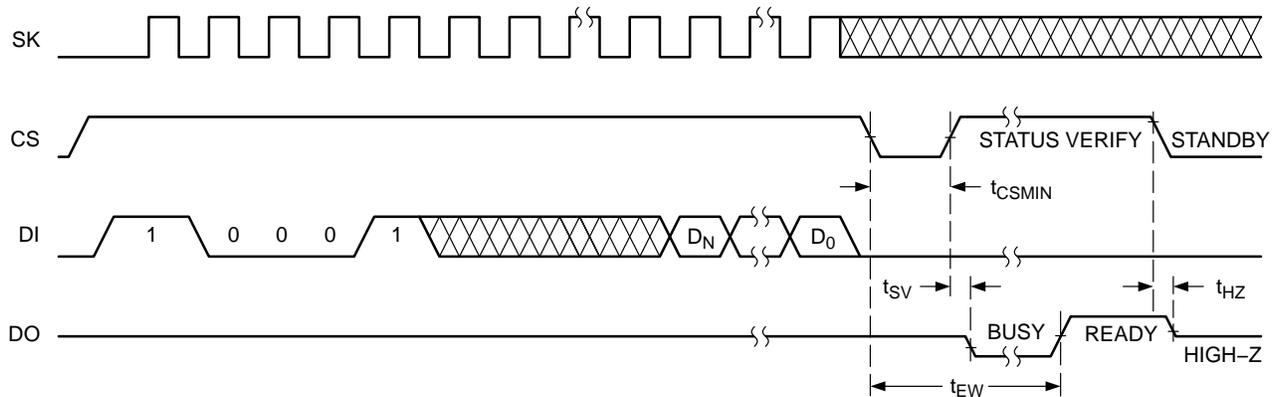 SK
CS
STATUS VERIFY
STANDBY
tCSMIN
DI
1
0
0
0
1
DN
D0
tSV
tHZ
DO
BUSY
READY
HIGH–Z
tEW